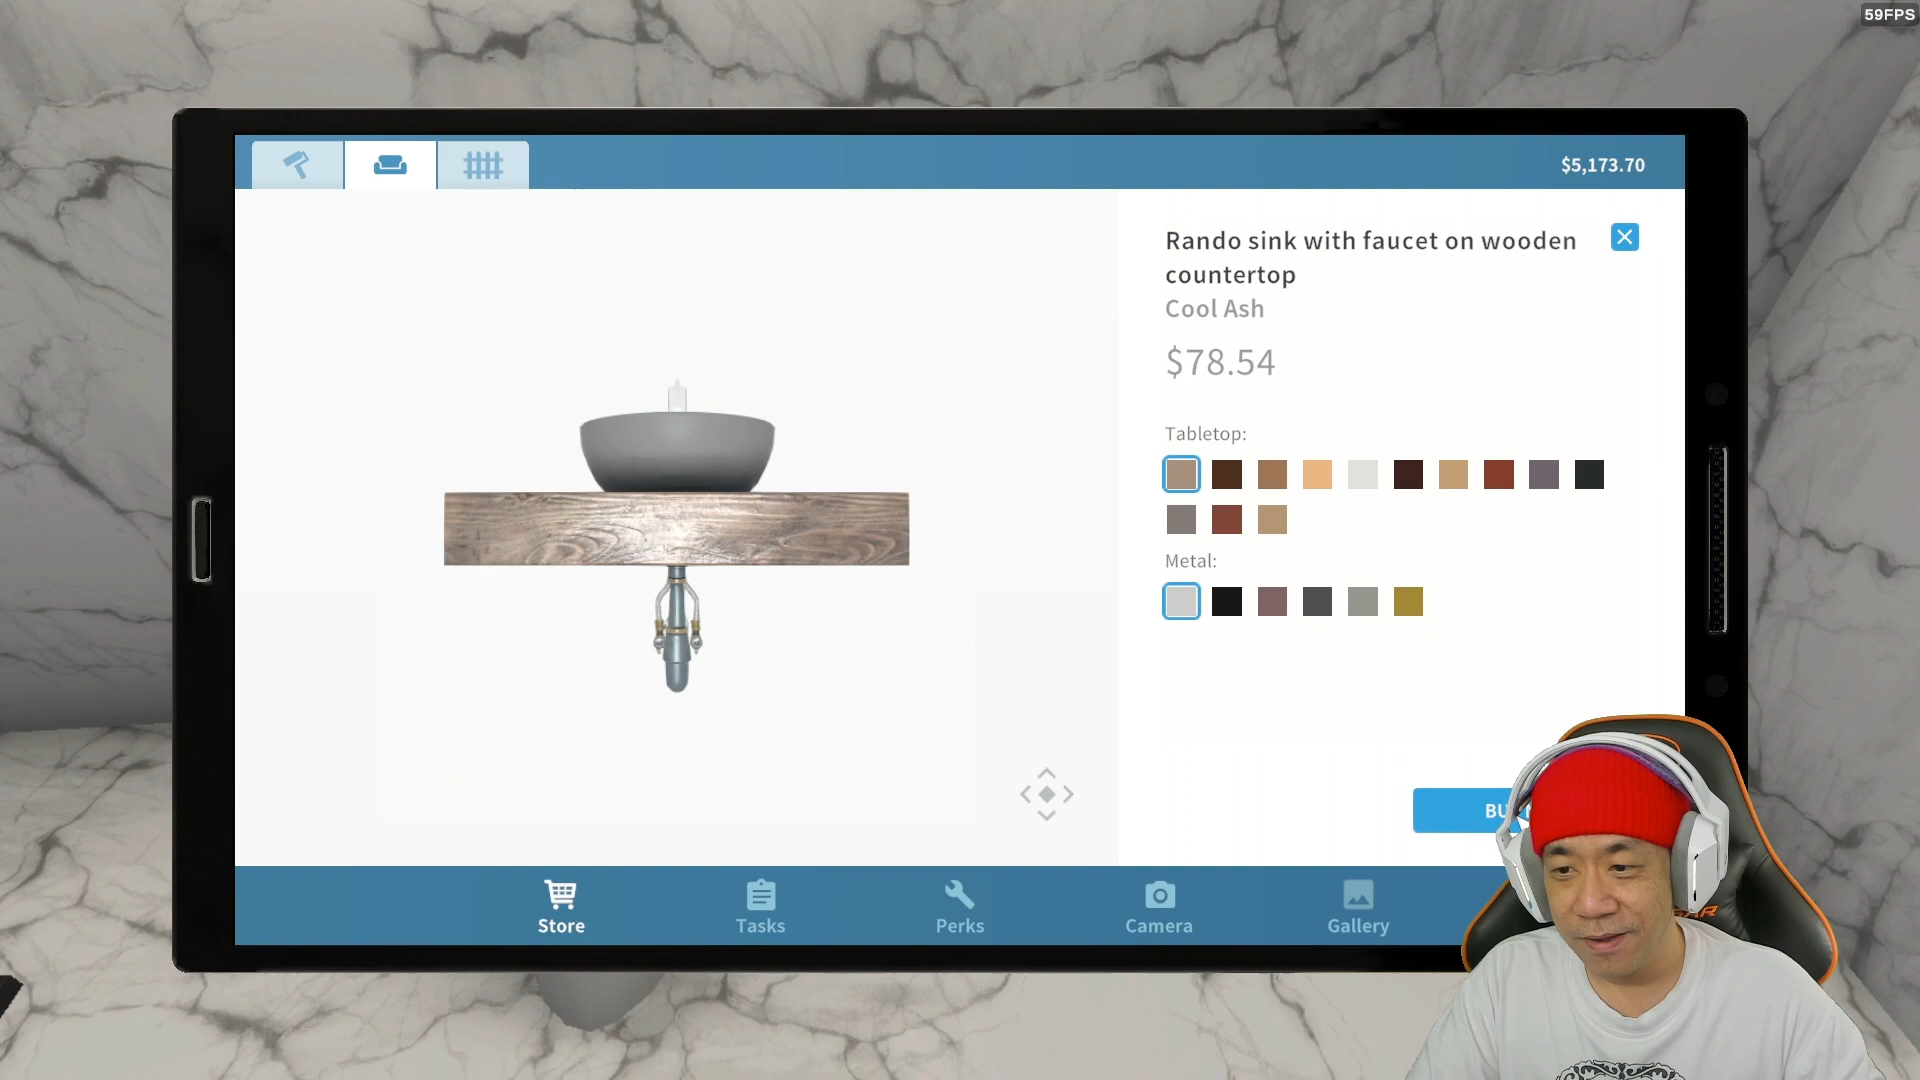 59FPS
$5,173.70
Rando sink with faucet on wooden
countertop
Cool Ash
$78.54
Tabletop:
Metal:
Store
Tasks
Perks
Camera
Gallery